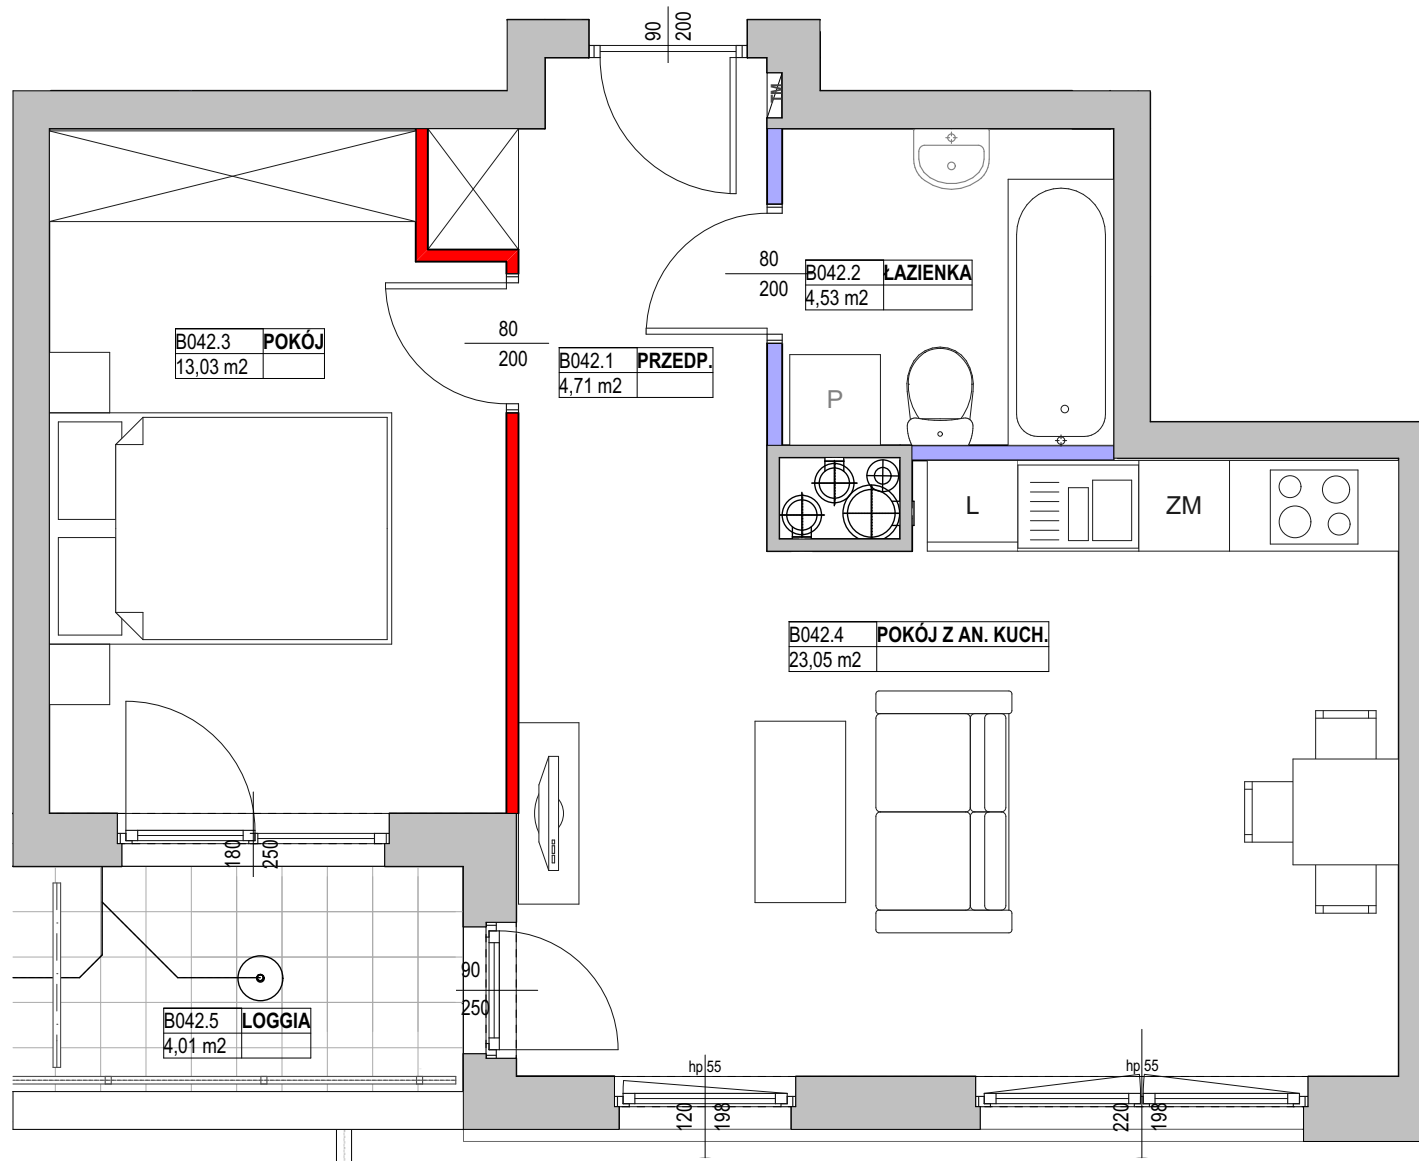 90
200
TM
80
200
B042.2 ŁAZIENKA
4,53 m2
B042.3 POKÓJ
13,03 m2
80
200
B042.1 PRZEDP.
4,71 m2
P
L
ZM
B042.4 POKÓJ Z AN. KUCH.
23,05 m2
180
250
90
250
B042.5 LOGGIA
4,01 m2
hp 55
120
198
hp 55
220
198